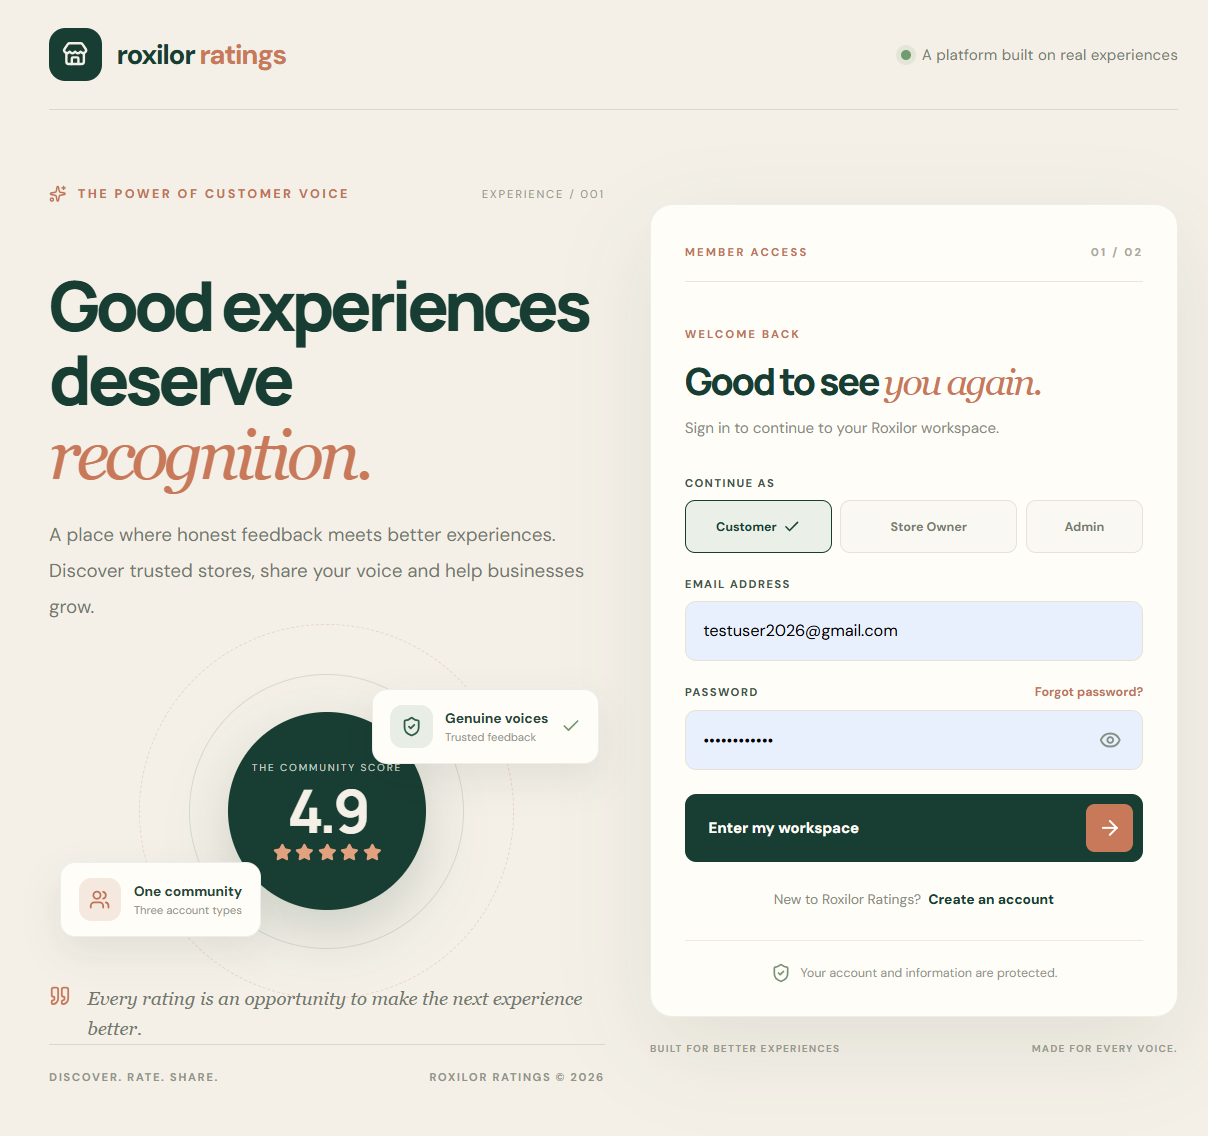 roxilor ratings
A platform built on real experiences
THE POWER OF CUSTOMER VOICE
EXPERIENCE / 001
Good experiences
deserve
recognition.
A place where honest feedback meets better experiences.
Discover trusted stores, share your voice and help businesses
grow.
Genuine voices
Trusted feedback
THE COMMUNITY SCORE
4.9
One community
Three account types
Every rating is an opportunity to make the next experience
better.
DISCOVER. RATE. SHARE.
ROXILOR RATINGS © 2026
MEMBER ACCESS
01 / 02
WELCOME BACK
Good to see you again.
Sign in to continue to your Roxilor workspace.
CONTINUE AS
Customer
Store Owner
Admin
EMAIL ADDRESS
testuser2026@gmail.com
PASSWORD
Forgot password?
••••••••••••
Enter my workspace
New to Roxilor Ratings? Create an account
Your account and information are protected.
BUILT FOR BETTER EXPERIENCES
MADE FOR EVERY VOICE.